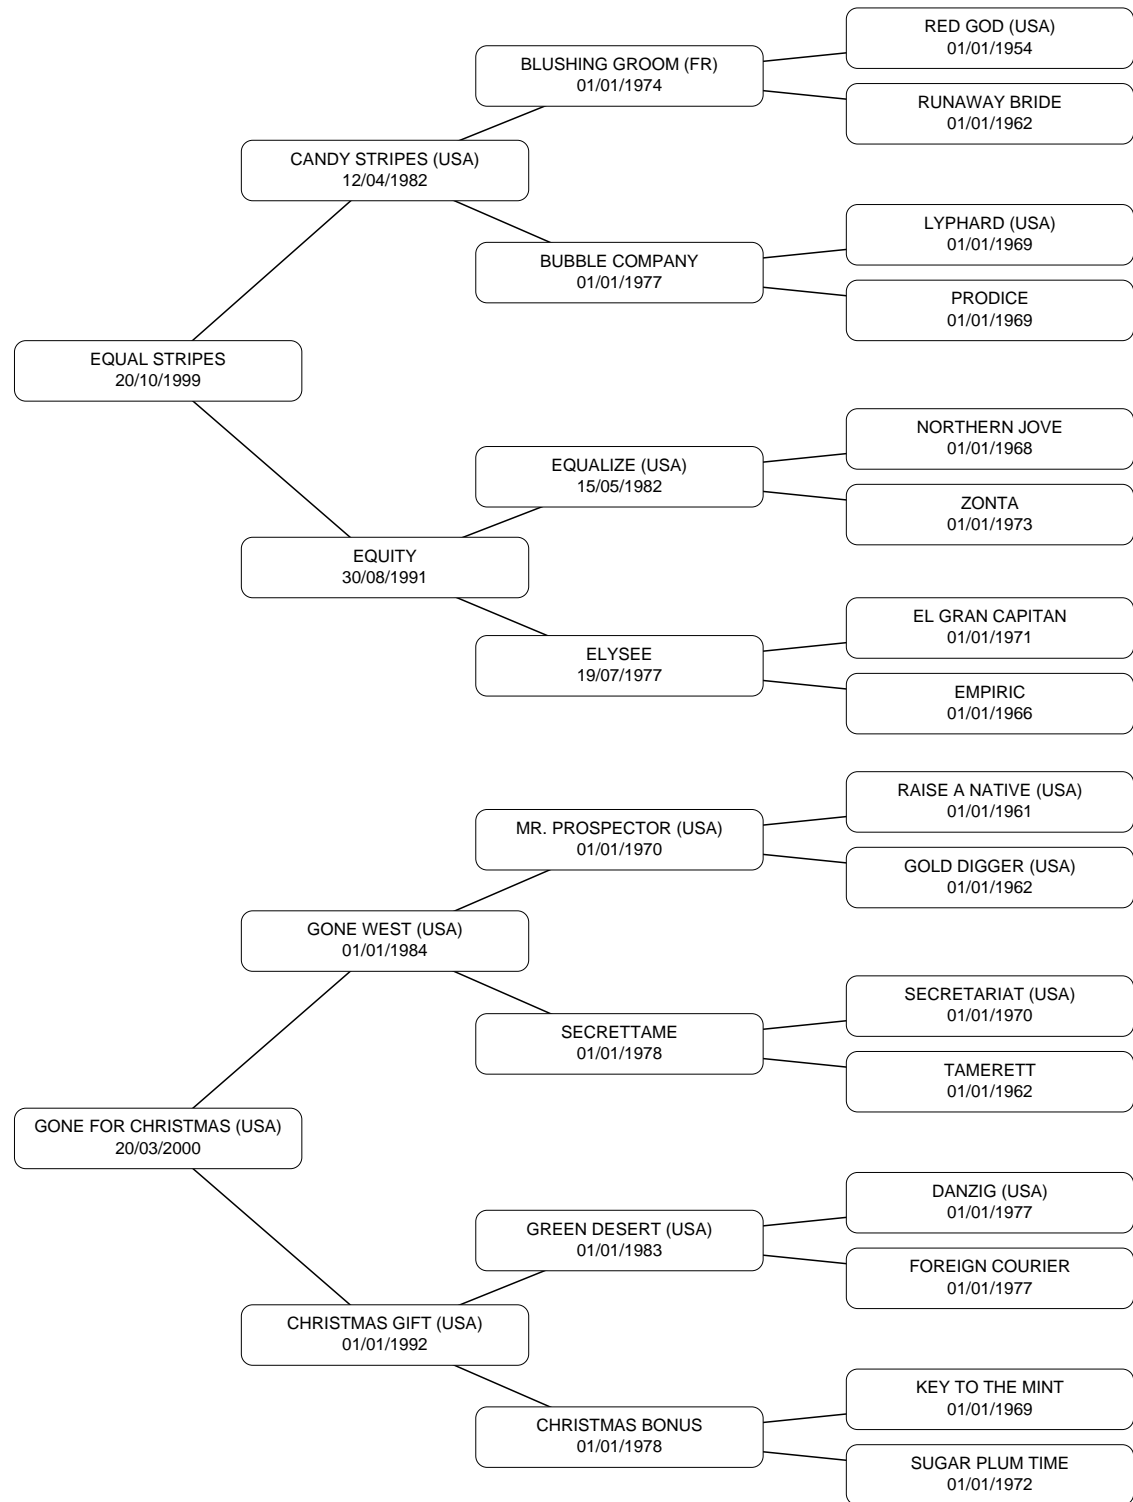 RED GOD (USA)
01/01/1954
BLUSHING GROOM (FR)
01/01/1974
RUNAWAY BRIDE
01/01/1962
CANDY STRIPES (USA)
12/04/1982
LYPHARD (USA)
01/01/1969
BUBBLE COMPANY
01/01/1977
PRODICE
01/01/1969
EQUAL STRIPES
20/10/1999
NORTHERN JOVE
01/01/1968
EQUALIZE (USA)
15/05/1982
ZONTA
01/01/1973
EQUITY
30/08/1991
EL GRAN CAPITAN
01/01/1971
ELYSEE
19/07/1977
EMPIRIC
01/01/1966
RAISE A NATIVE (USA)
01/01/1961
MR. PROSPECTOR (USA)
01/01/1970
GOLD DIGGER (USA)
01/01/1962
GONE WEST (USA)
01/01/1984
SECRETARIAT (USA)
01/01/1970
SECRETTAME
01/01/1978
TAMERETT
01/01/1962
GONE FOR CHRISTMAS (USA)
20/03/2000
DANZIG (USA)
01/01/1977
GREEN DESERT (USA)
01/01/1983
FOREIGN COURIER
01/01/1977
CHRISTMAS GIFT (USA)
01/01/1992
KEY TO THE MINT
01/01/1969
CHRISTMAS BONUS
01/01/1978
SUGAR PLUM TIME
01/01/1972